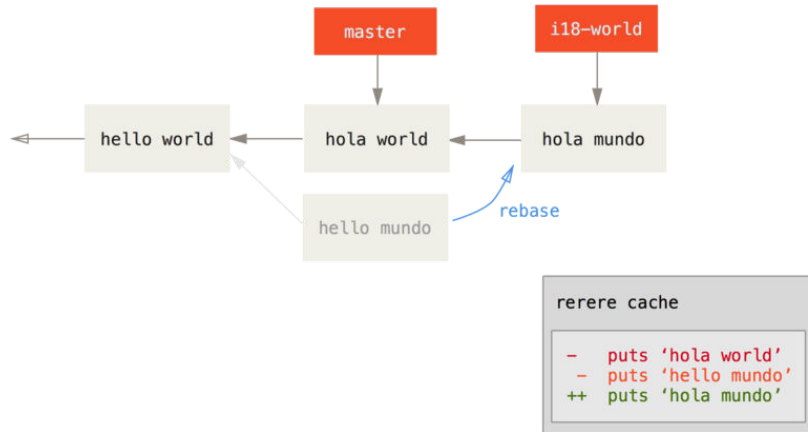 master
i18-world
hello world
hola world
hola mundo
hello mundo
rebase
rerere cache
-   puts ‘hola world’
 -  puts ‘hello mundo’
++  puts ‘hola mundo’